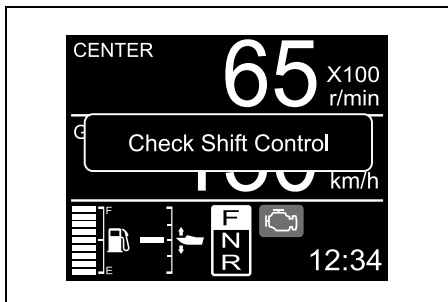 CENTER
65 X100
r/min
Check Shift Control
km/h
F
E
F
N
R
12:34